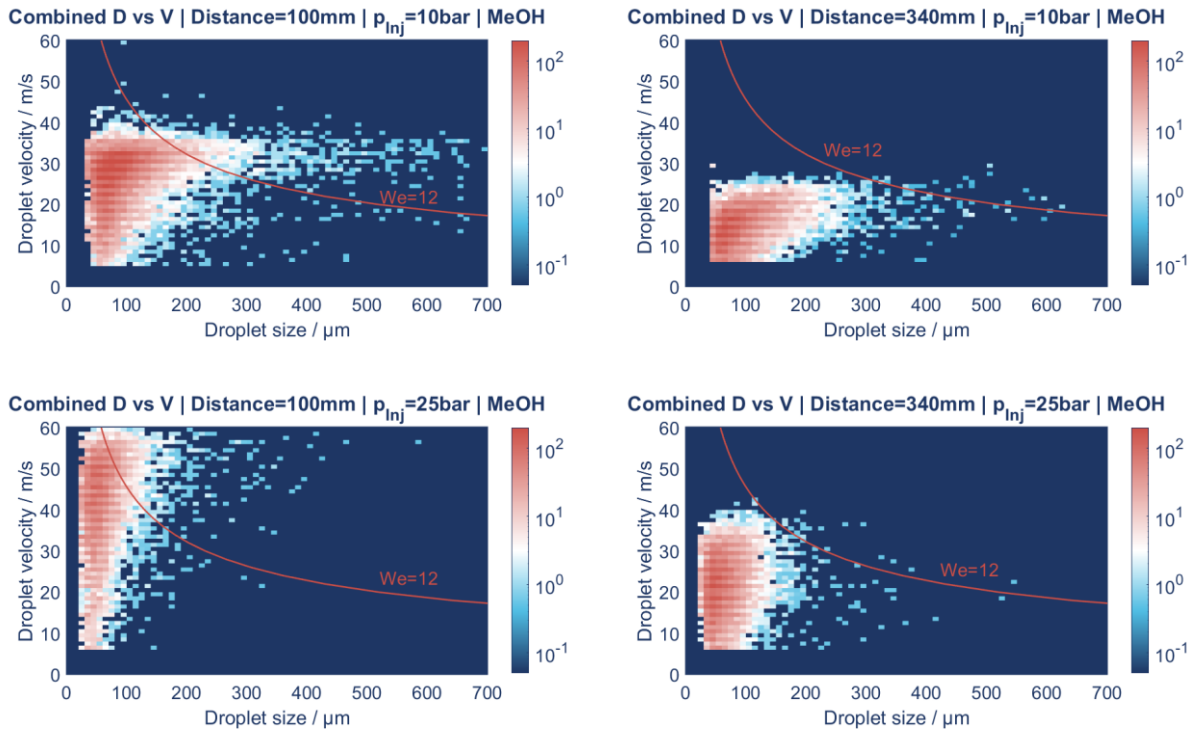 Combined D vs V | Distance=100mm | p_Inj=10bar | MeOH
60
50
40
30
20
10
0
Droplet velocity / m/s
We=12
0 100 200 300 400 500 600 700
Droplet size / µm
10^2
10^1
10^0
10^-1
Combined D vs V | Distance=340mm | p_Inj=10bar | MeOH
60
50
40
30
20
10
0
Droplet velocity / m/s
We=12
0 100 200 300 400 500 600 700
Droplet size / µm
10^2
10^1
10^0
10^-1
Combined D vs V | Distance=100mm | p_Inj=25bar | MeOH
60
50
40
30
20
10
0
Droplet velocity / m/s
We=12
0 100 200 300 400 500 600 700
Droplet size / µm
10^2
10^1
10^0
10^-1
Combined D vs V | Distance=340mm | p_Inj=25bar | MeOH
60
50
40
30
20
10
0
Droplet velocity / m/s
We=12
0 100 200 300 400 500 600 700
Droplet size / µm
10^2
10^1
10^0
10^-1